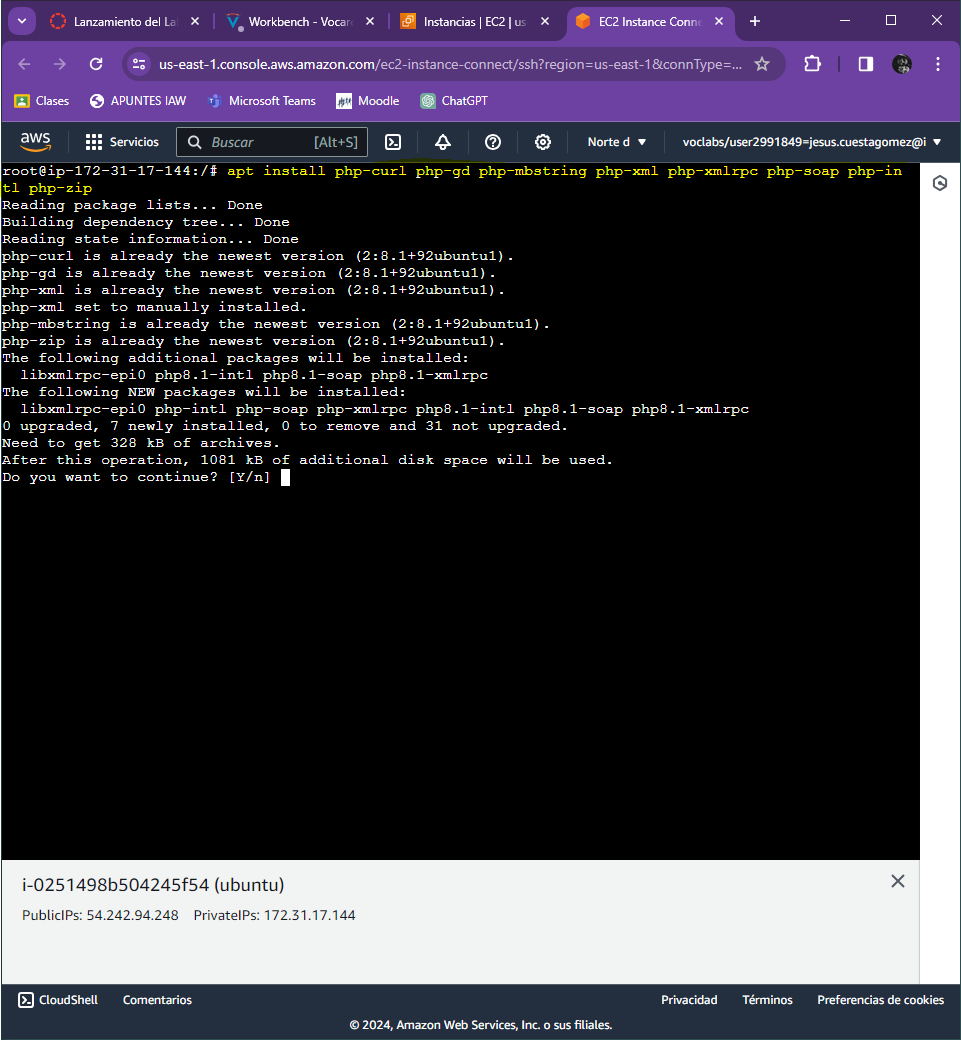 Lanzamiento del La
Workbench - Vocar
Instancias | EC2 | us
EC2 Instance Conne
us-east-1.console.aws.amazon.com/ec2-instance-connect/ssh?region=us-east-1&connType=...
Clases
APUNTES IAW
Microsoft Teams
Moodle
ChatGPT
aws
Servicios
Buscar
[Alt+S]
Norte d
voclabs/user2991849=jesus.cuestagomez@i
root@ip-172-31-17-144:/# apt install php-curl php-gd php-mbstring php-xml php-xmlrpc php-soap php-in
tl php-zip
Reading package lists... Done
Building dependency tree... Done
Reading state information... Done
php-curl is already the newest version (2:8.1+92ubuntu1).
php-gd is already the newest version (2:8.1+92ubuntu1).
php-xml is already the newest version (2:8.1+92ubuntu1).
php-xml set to manually installed.
php-mbstring is already the newest version (2:8.1+92ubuntu1).
php-zip is already the newest version (2:8.1+92ubuntu1).
The following additional packages will be installed:
  libxmlrpc-epi0 php8.1-intl php8.1-soap php8.1-xmlrpc
The following NEW packages will be installed:
  libxmlrpc-epi0 php-intl php-soap php-xmlrpc php8.1-intl php8.1-soap php8.1-xmlrpc
0 upgraded, 7 newly installed, 0 to remove and 31 not upgraded.
Need to get 328 kB of archives.
After this operation, 1081 kB of additional disk space will be used.
Do you want to continue? [Y/n]
i-0251498b504245f54 (ubuntu)
PublicIPs: 54.242.94.248 PrivateIPs: 172.31.17.144
CloudShell
Comentarios
Privacidad
Términos
Preferencias de cookies
© 2024, Amazon Web Services, Inc. o sus filiales.